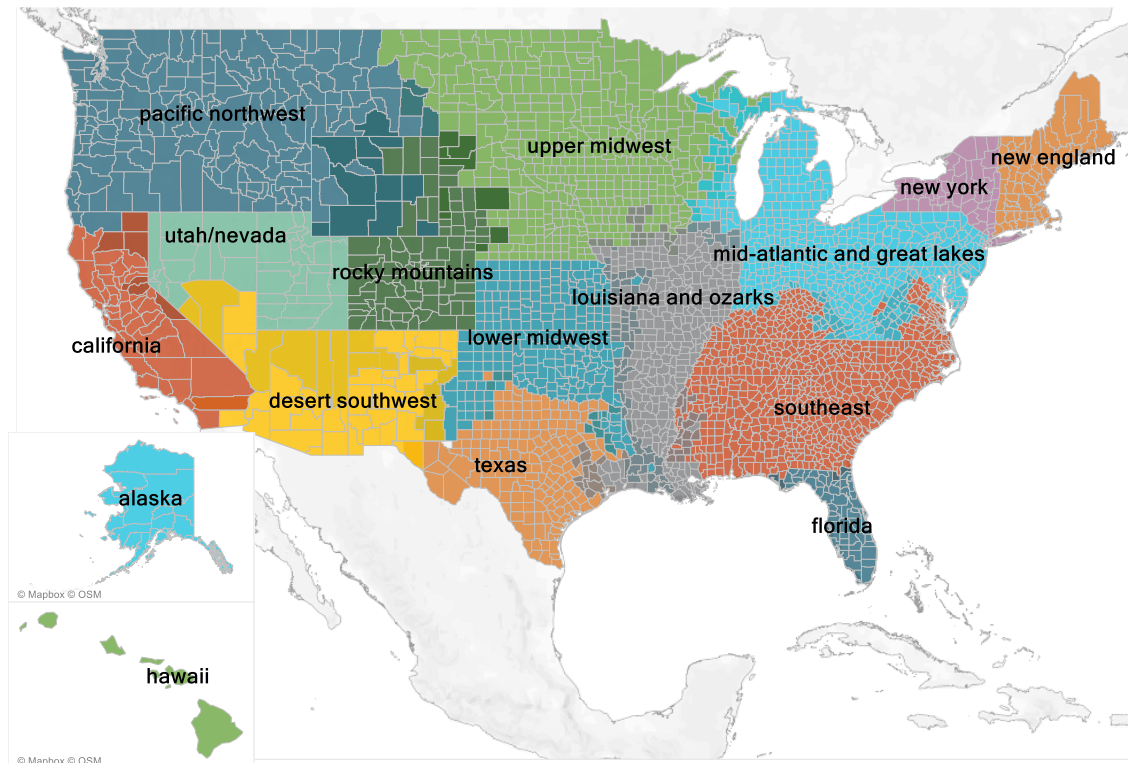 pacific northwest
upper midwest
new england
new york
utah/nevada
mid-atlantic and great lakes
rocky mountains
louisiana and ozarks
lower midwest
california
desert southwest
southeast
texas
alaska
florida
© Mapbox © OSM
hawaii
© Mapbox © OSM